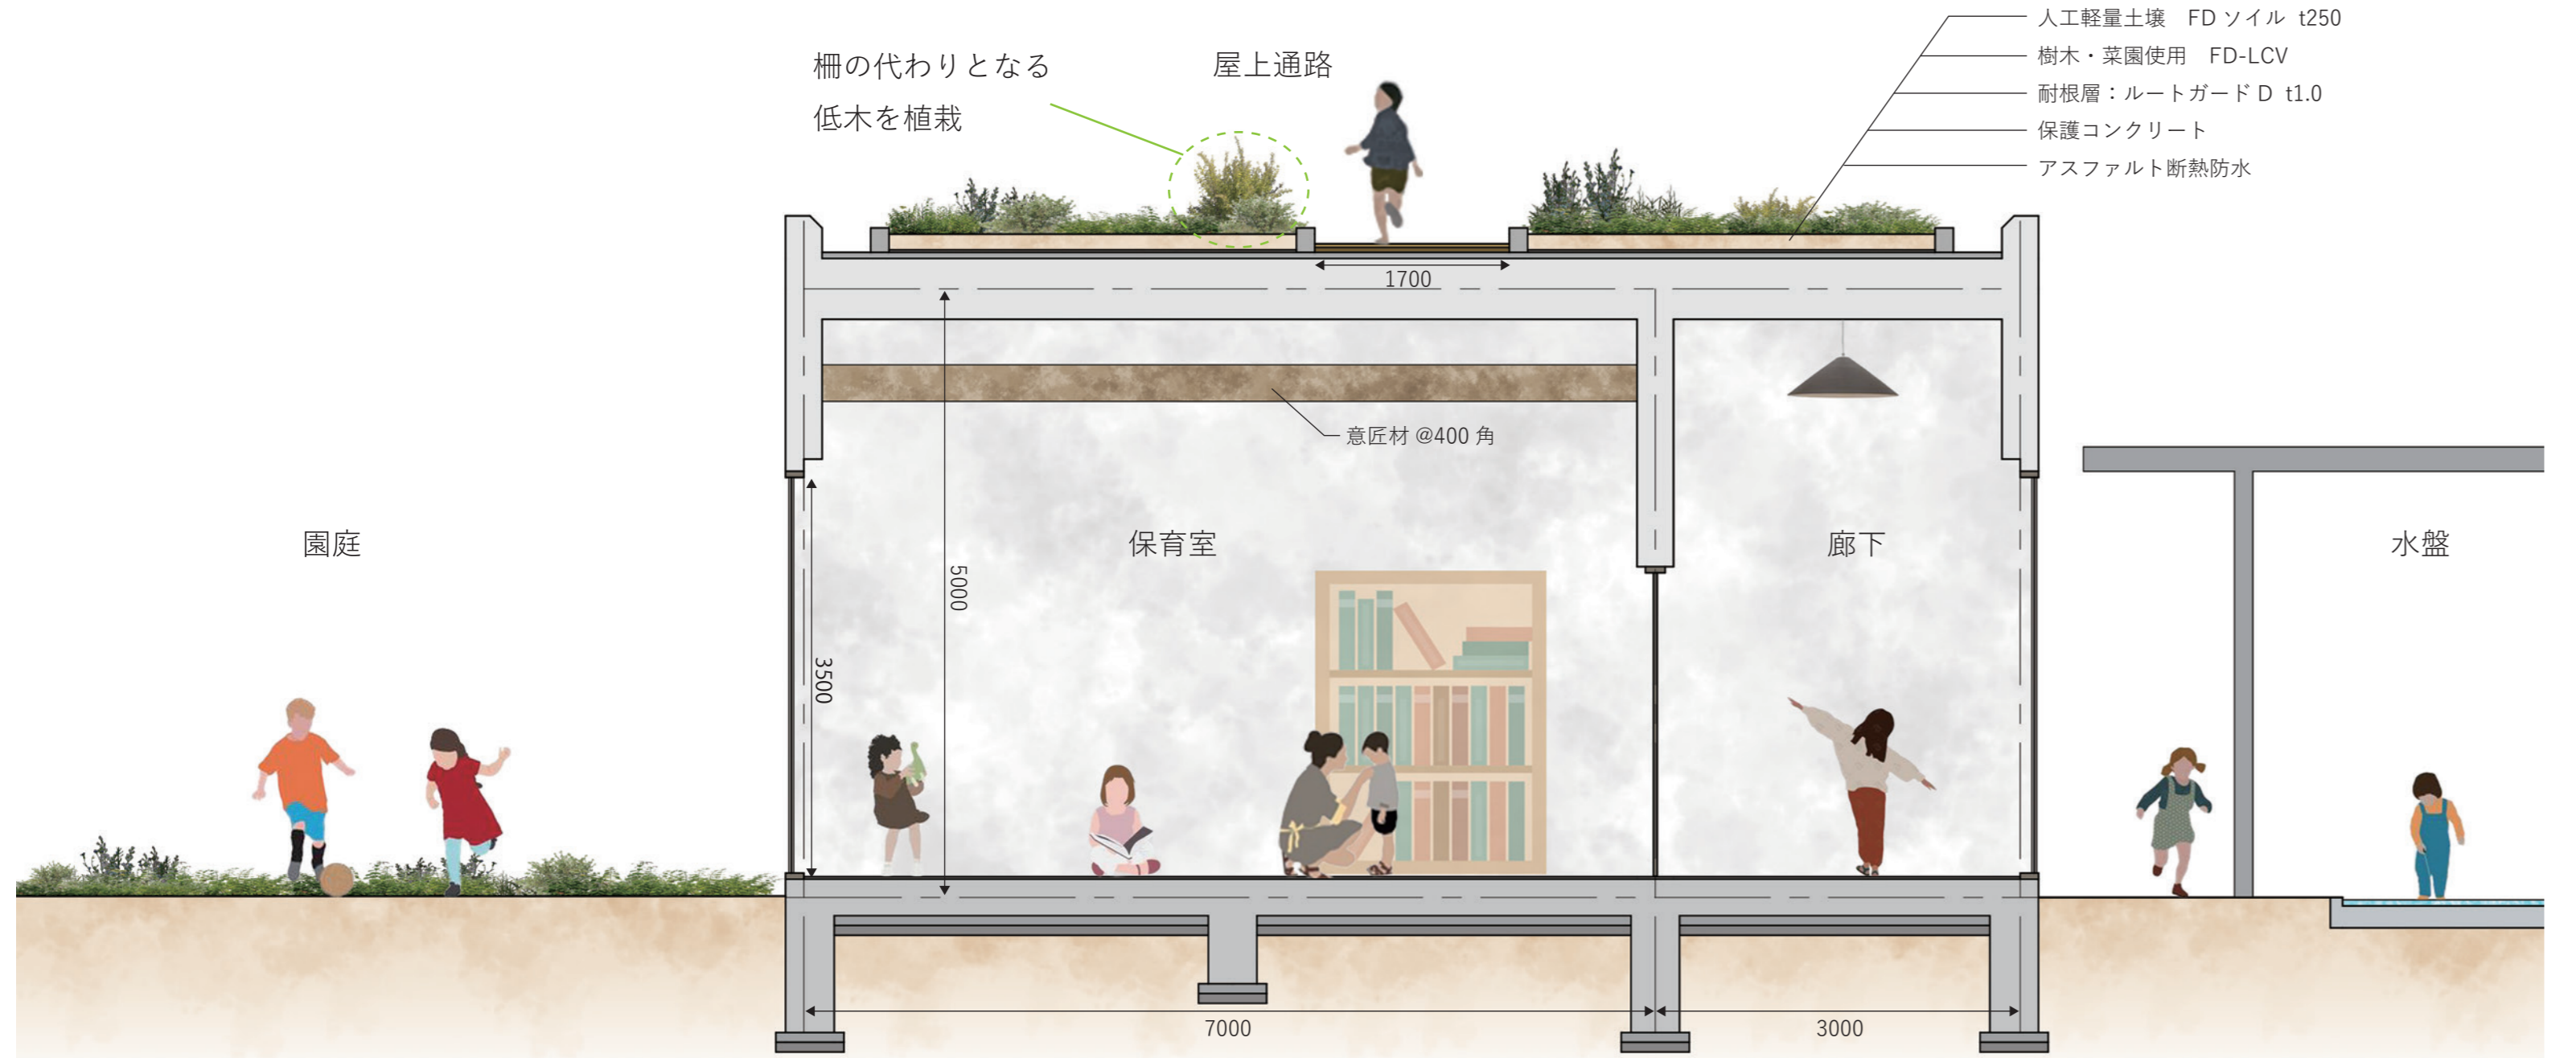 人工軽量土壌　FD ソイル t250
樹木・菜園使用　FD-LCV
耐根層：ルートガード D t1.0
保護コンクリート
アスファルト断熱防水
柵の代わりとなる
低木を植栽
屋上通路
1700
意匠材 @400 角
園庭
保育室
廊下
水盤
5000
3500
7000
3000